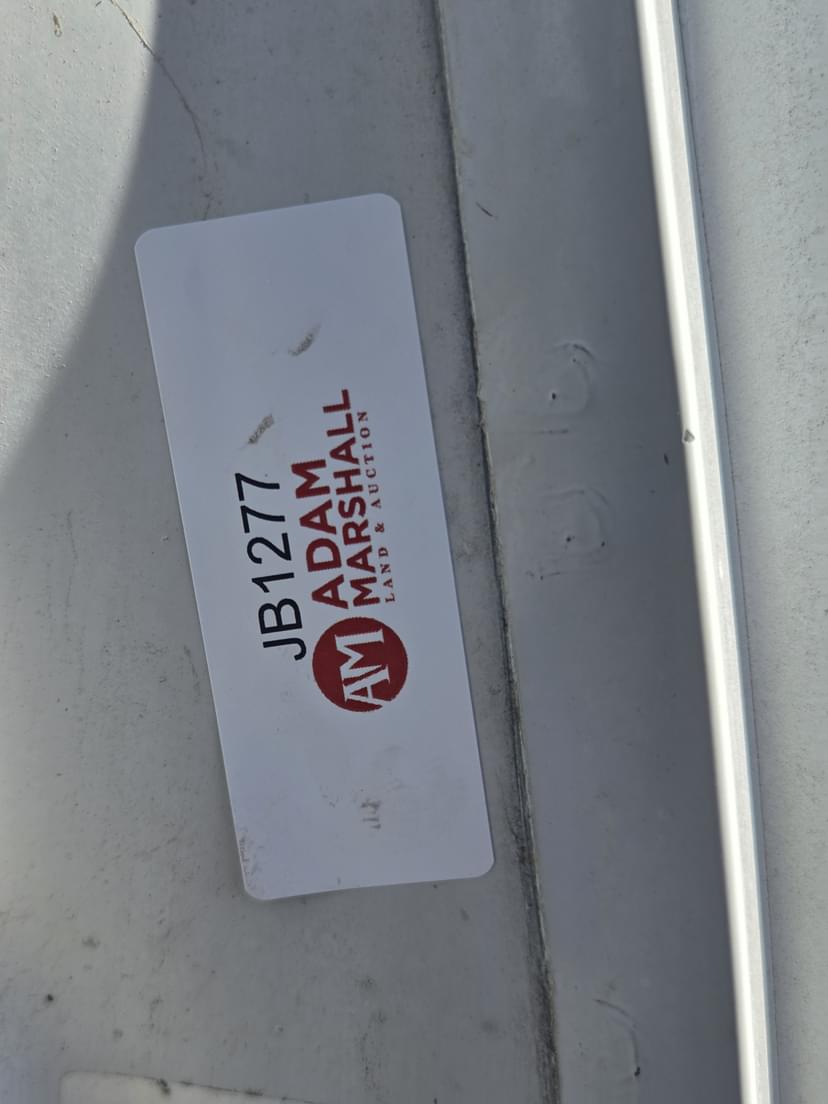 JB1277
AM
ADAM
MARSHALL
LAND & AUCTION